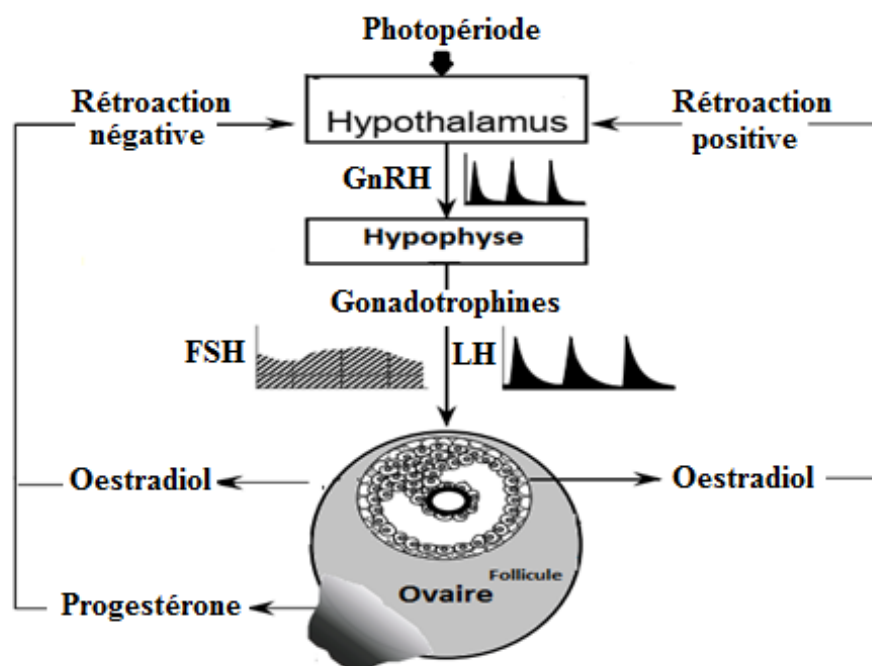 Photopériode
Rétroaction
négative
Hypothalamus
Rétroaction
positive
GnRH
Hypophyse
Gonadotrophines
FSH
LH
Oestradiol
Oestradiol
Follicule
Ovaire
Progestérone